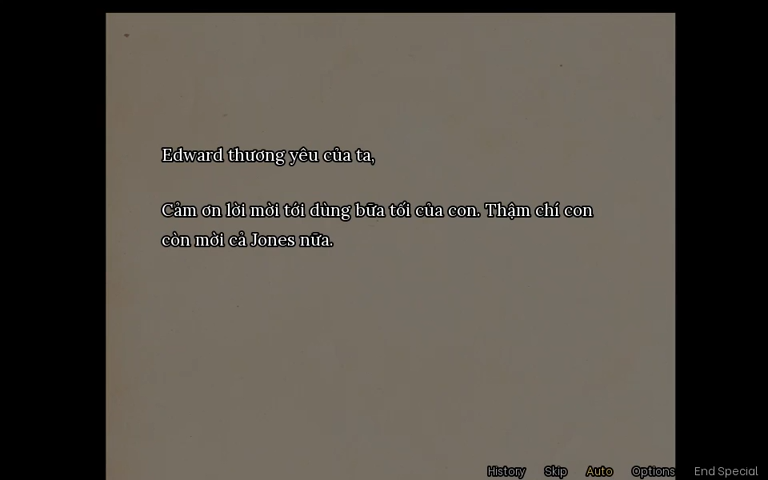 Edward thương yêu của ta,
Cảm ơn lời mời tới dùng bữa tối của con. Thậm chí con
còn mời cả Jones nữa.
History Skip Auto Options End Special